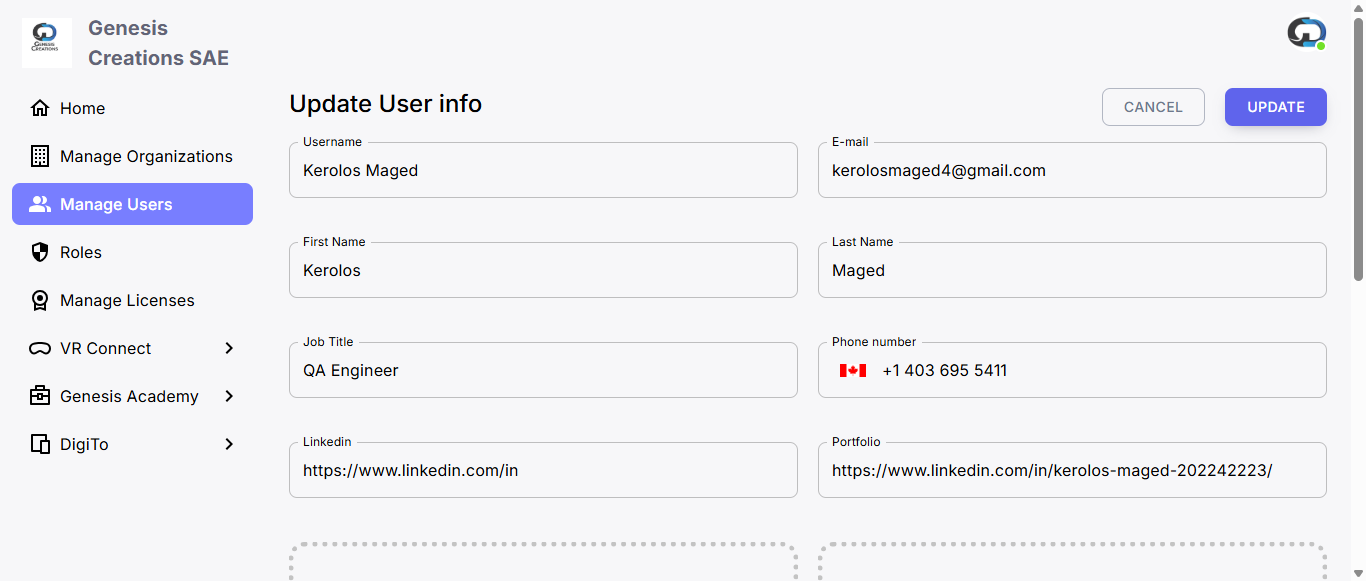 GENESIS
CREATIONS
Genesis
Creations SAE
Home
Manage Organizations
Manage Users
Roles
Manage Licenses
VR Connect
Genesis Academy
DigiTo
Update User info
CANCEL
UPDATE
Username
Kerolos Maged
E-mail
kerolosmaged4@gmail.com
First Name
Kerolos
Last Name
Maged
Job Title
QA Engineer
Phone number
+1 403 695 5411
Linkedin
https://www.linkedin.com/in
Portfolio
https://www.linkedin.com/in/kerolos-maged-202242223/